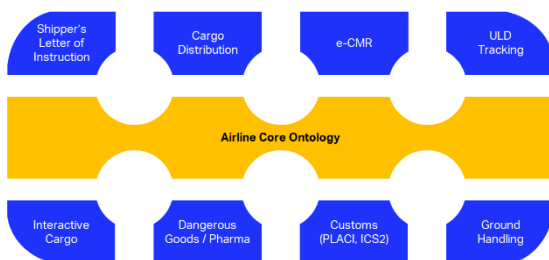 Shipper's
Letter of
Instruction
Cargo
Distribution
e-CMR
ULD
Tracking
Airline Core Ontology
Interactive
Cargo
Dangerous
Goods / Pharma
Customs
(PLACI, ICS2)
Ground
Handling